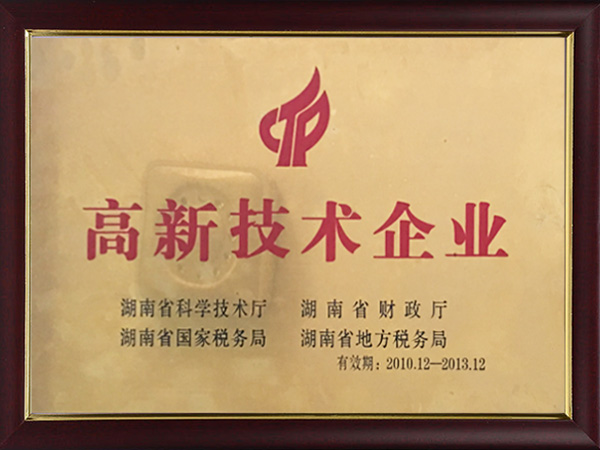 CTP
高新技术企业
湖南省科学技术厅 湖南省财政厅
湖南省国家税务局 湖南省地方税务局
有效期：2010.12—2013.12